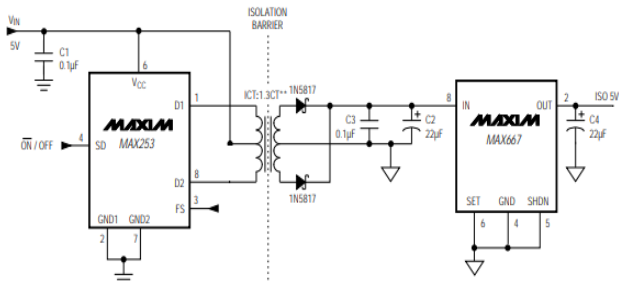 ISOLATION
BARRIER
VIN
5V
C1
0.1µF
6
VCC
ICT:1.3CT**
1N5817
1
D1
MAXIM
MAX253
4
SD
ON / OFF
D2
8
FS
3
GND1
GND2
2
7
1N5817
C3
0.1µF
C2
22µF
8
IN
OUT
2
ISO 5V
MAXIM
MAX667
C4
22µF
SET
GND
SHDN
6
4
5